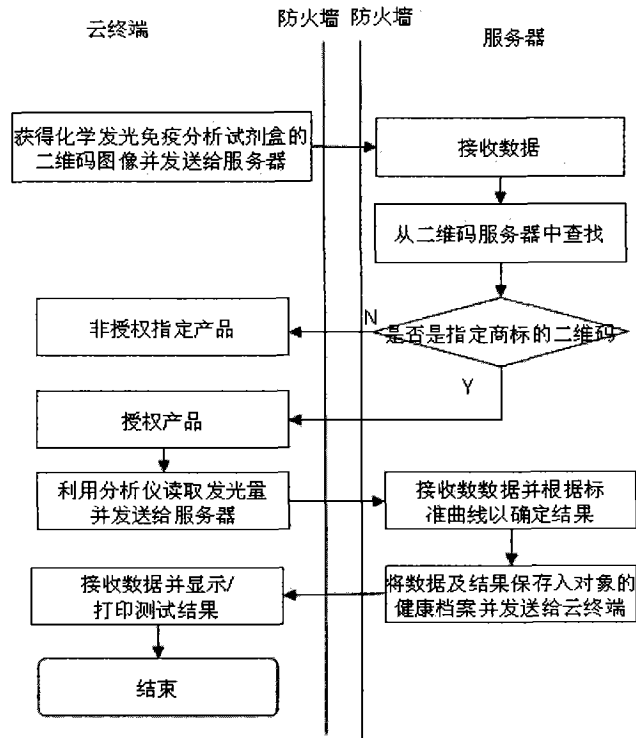 云终端
防火墙 防火墙
服务器
获得化学发光免疫分析试剂盒的
二维码图像并发送给服务器
接收数据
从二维码服务器中查找
是否是指定商标的二维码
N
非授权指定产品
Y
授权产品
利用分析仪读取发光量
并发送给服务器
接收数数据并根据标
准曲线以确定结果
将数据及结果保存入对象的
健康档案并发送给云终端
接收数据并显示/
打印测试结果
结束